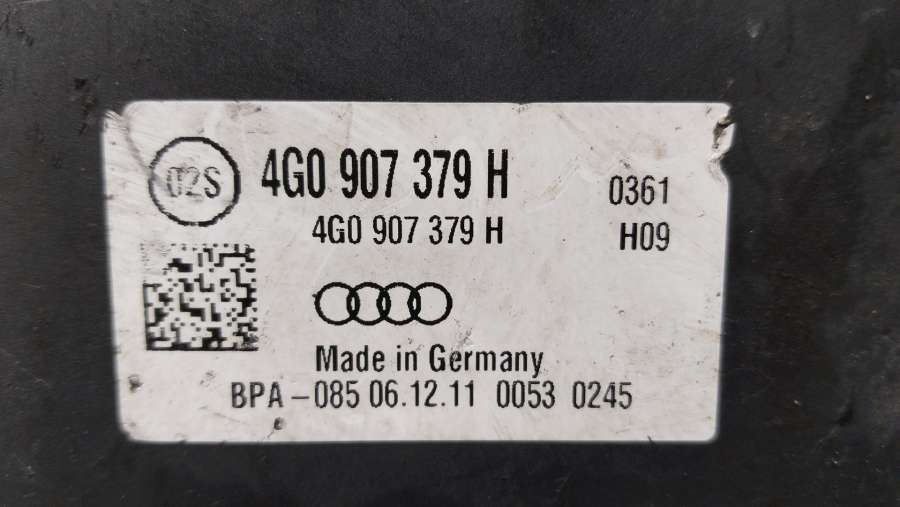 02S
4G0 907 379 H
0361
4G0 907 379 H
H09
Made in Germany
BPA -085 06.12.11 0053 0245